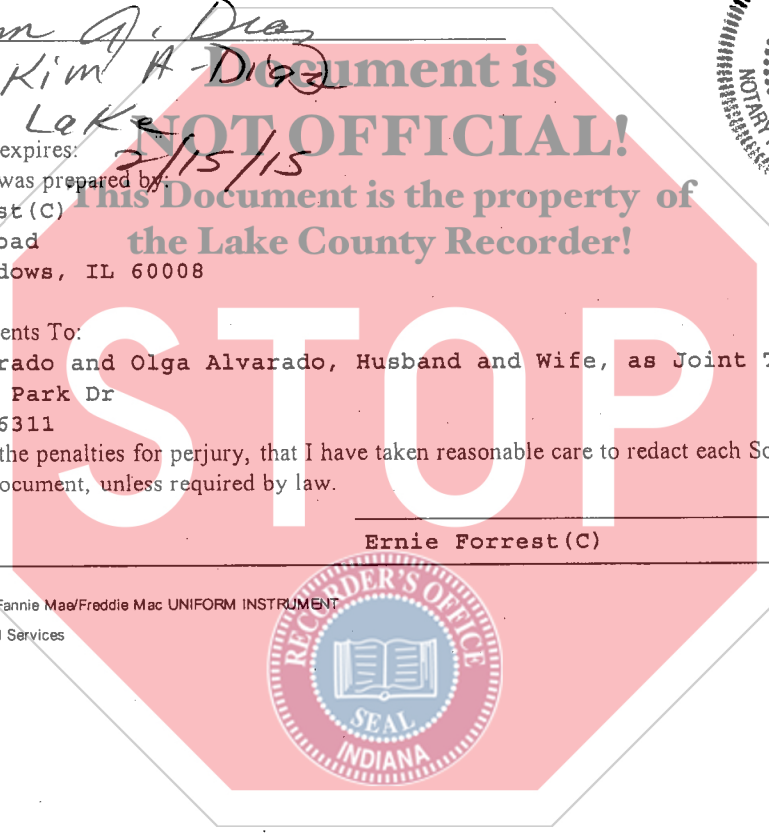 m A. Diaz
Kim A-Diaz
Document is
Lake
NOT OFFICIAL!
expires: 2/15/15
was prepared by:
This Document is the property of
st(C)
oad
the Lake County Recorder!
dows, IL 60008
ents To:
rado and Olga Alvarado, Husband and Wife, as Joint T
Park Dr
6311
STOP
the penalties for perjury, that I have taken reasonable care to redact each So
ocument, unless required by law.
Ernie Forrest(C)
Fannie Mae/Freddie Mac UNIFORM INSTRUMENT
l Services
RECORDER'S OFFICE
SEAL
INDIANA
NOTARY